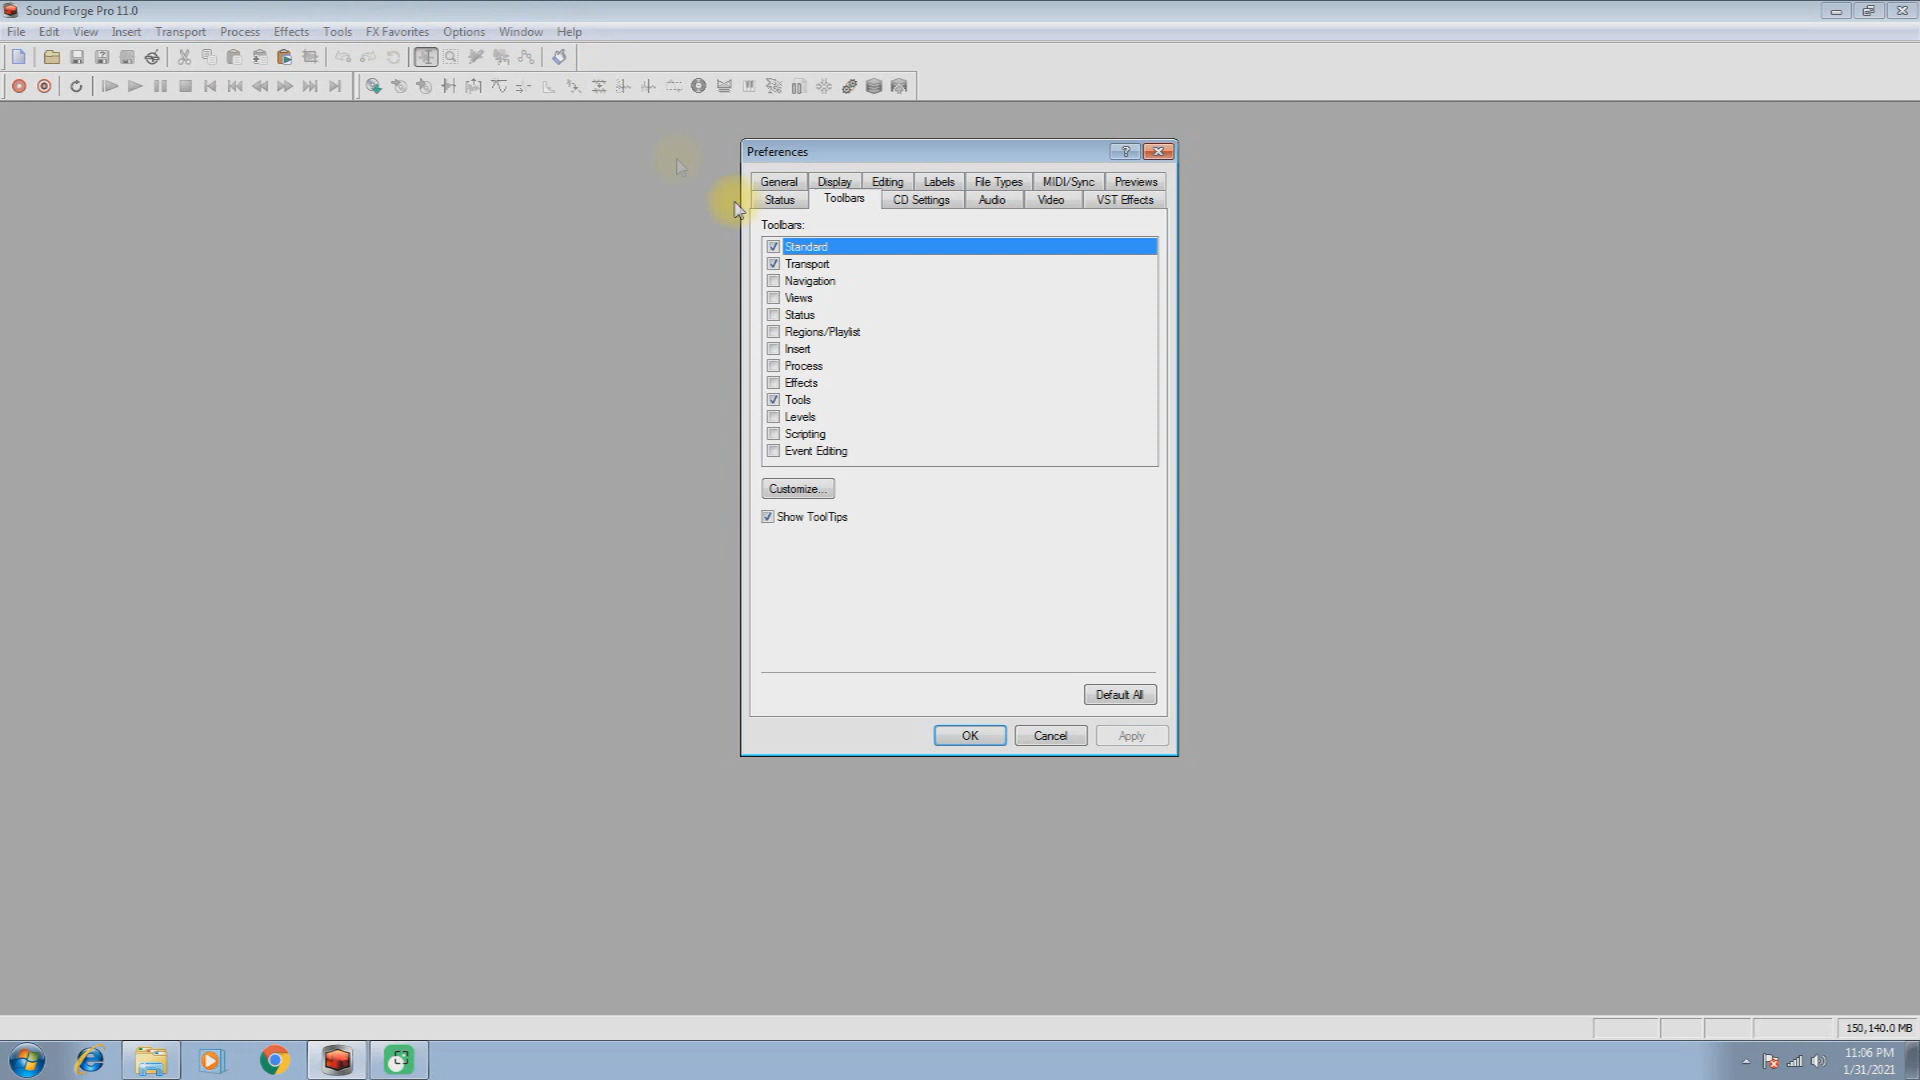 Sound Forge Pro 11.0
File Edit View Insert Transport Process Effects Tools FX Favorites Options Window Help
Preferences
General Display Editing Labels File Types MIDI/Sync Previews
Status Toolbars CD Settings Audio Video VST Effects
Toolbars:
Standard
Transport
Navigation
Views
Status
Regions/Playlist
Insert
Process
Effects
Tools
Levels
Scripting
Event Editing
Customize...
Show ToolTips
Default All
OK Cancel Apply
150,140.0 MB
11:06 PM
1/31/2021